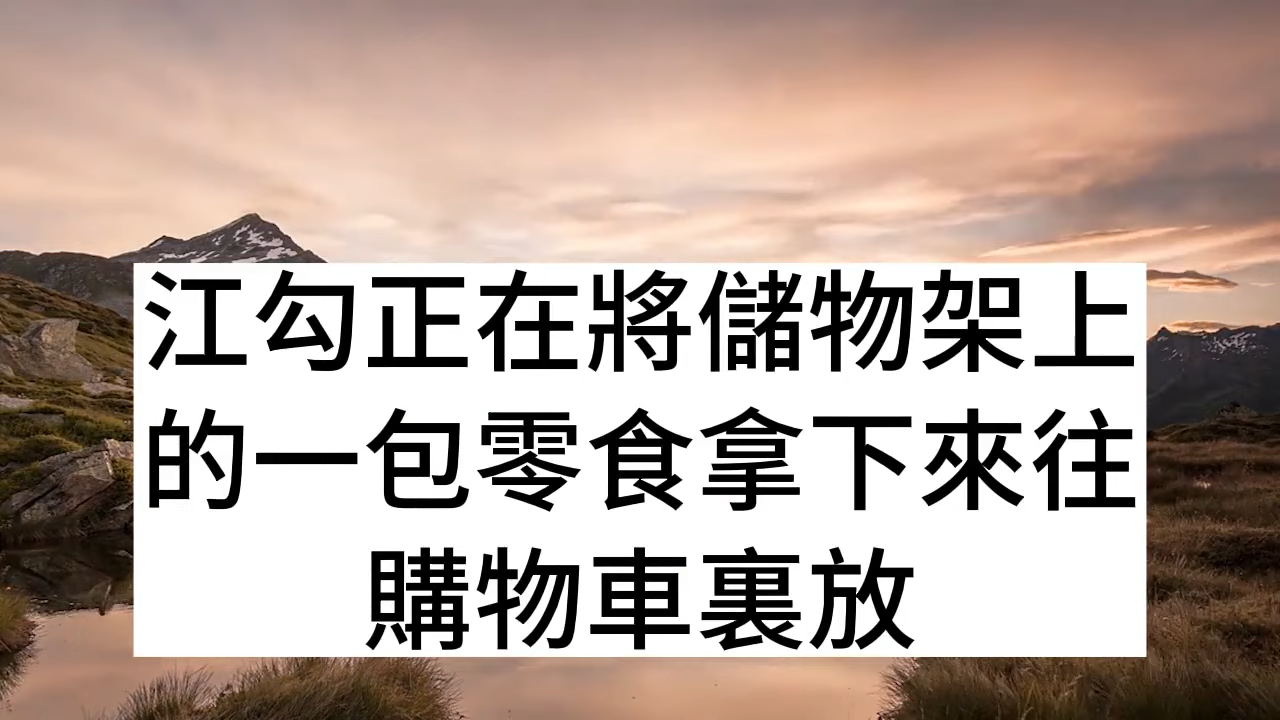 江勾正在將儲物架上
的一包零食拿下來往
購物車裏放